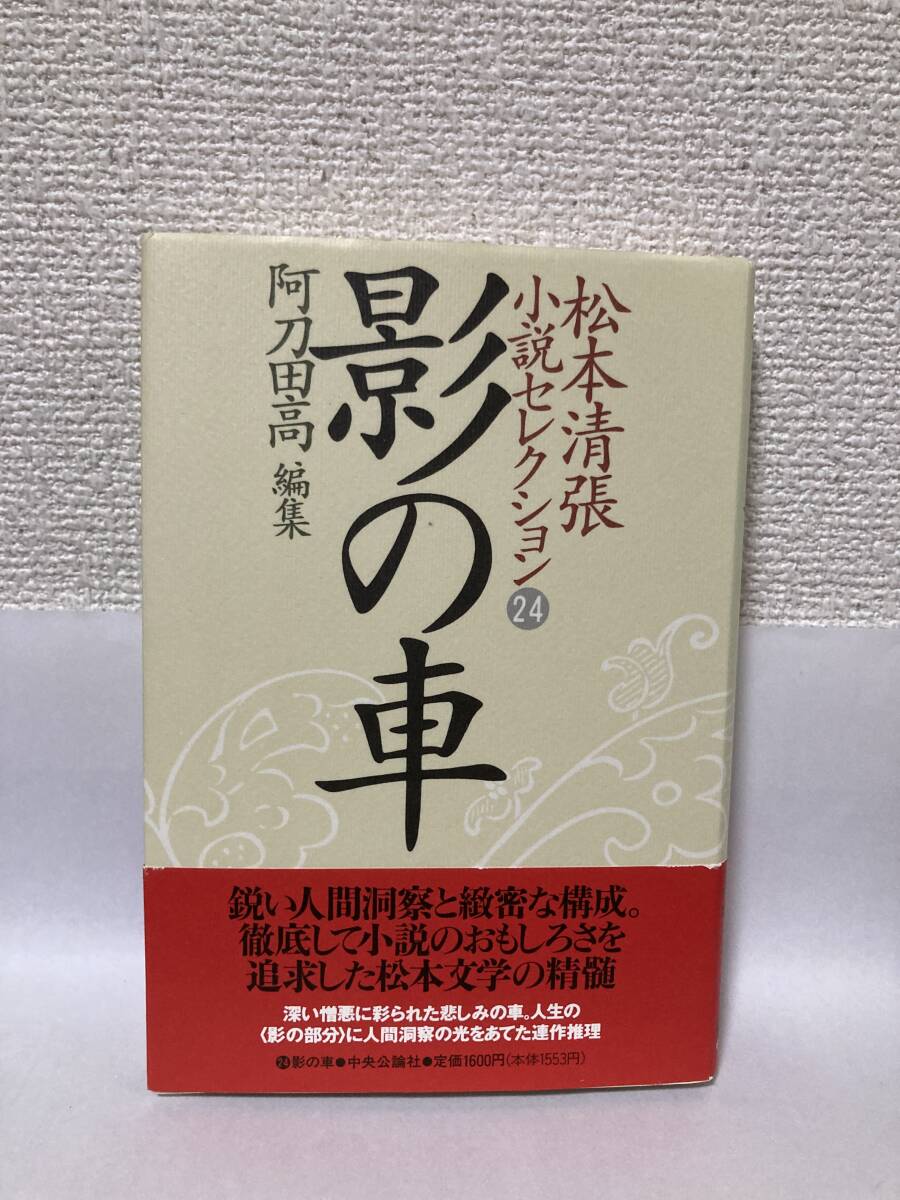 松本清張
小説セレクション
24
影の車
阿刀田高 編集
鋭い人間洞察と緻密な構成。
徹底して小説のおもしろさを
追求した松本文学の精髄
深い憎悪に彩られた悲しみの車。人生の
〈影の部分〉に人間洞察の光をあてた連作推理
㉔影の車●中央公論社●定価1600円(本体1553円)